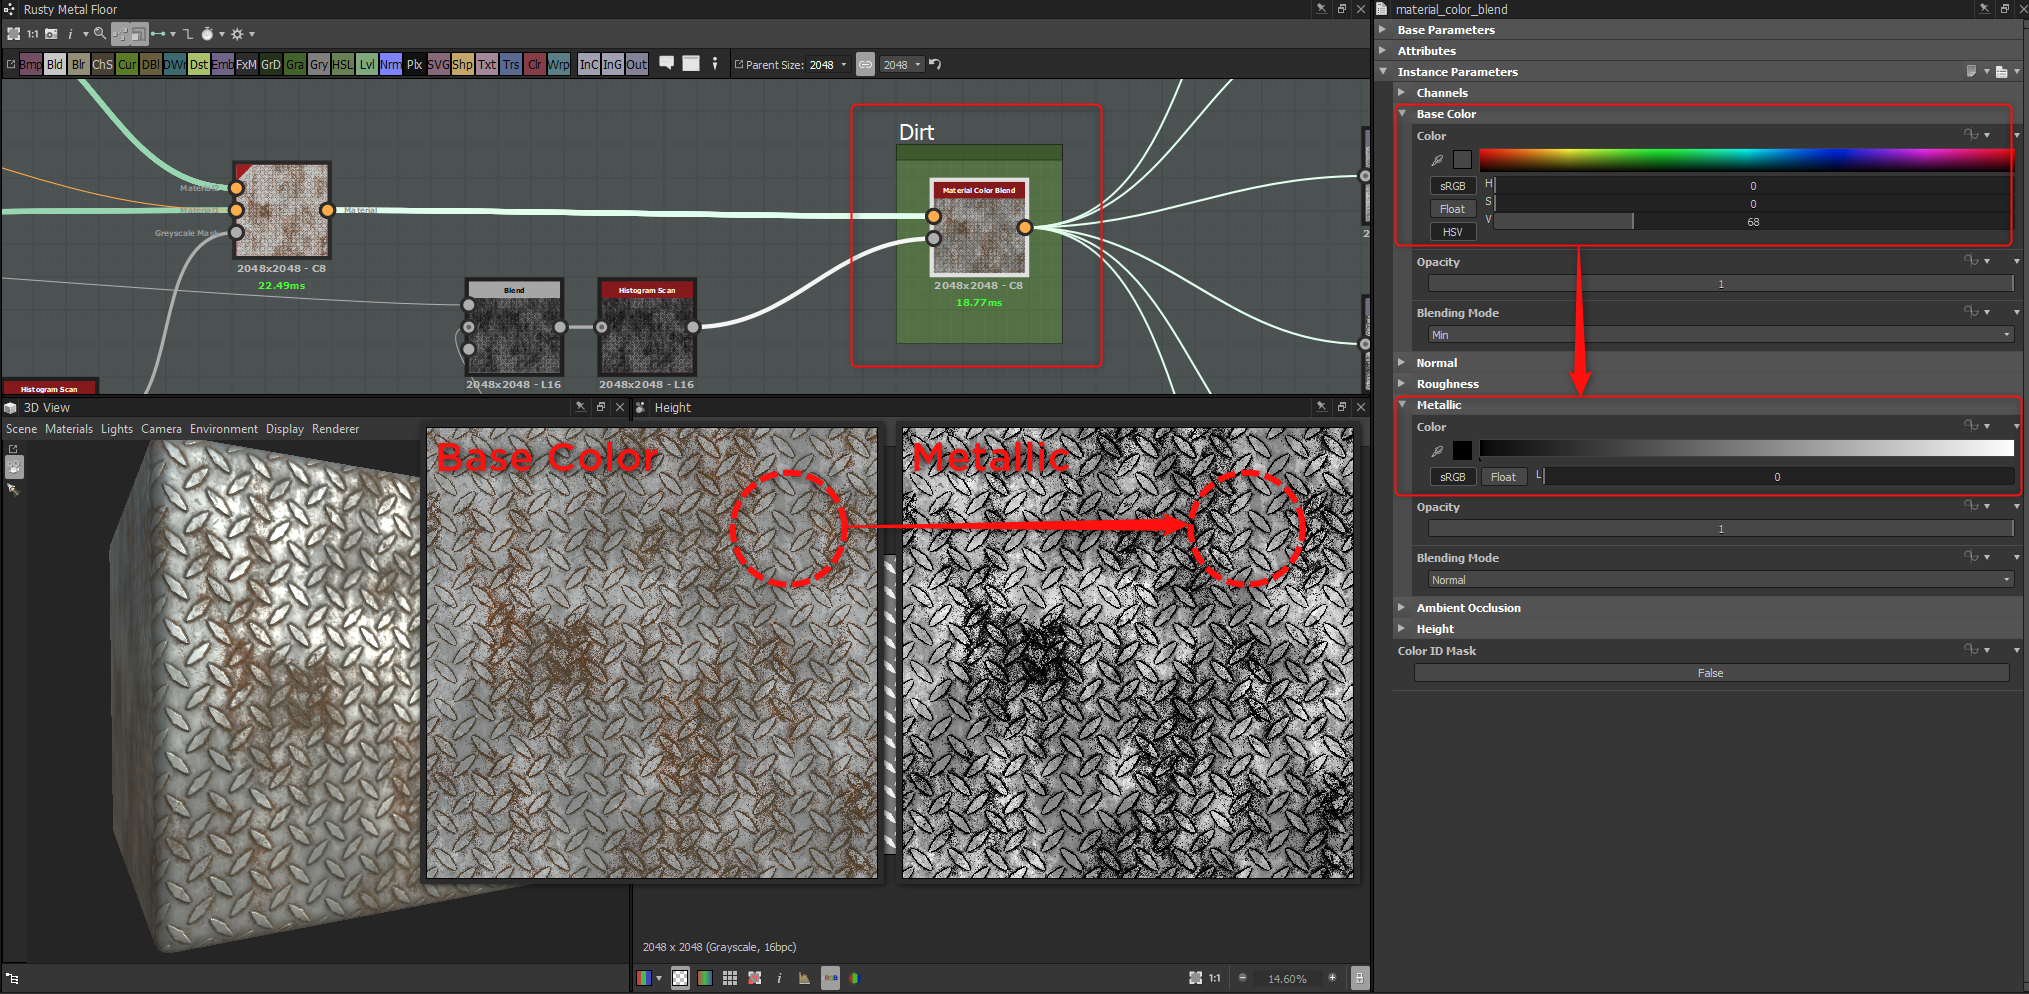 Rusty Metal Floor
1:1
i
Bmp Bld Blr ChS Cur DBl DWr Dst Emb FxM GrD Gra Gry HSL Lvl Nrm Plx SVG Shp Txt Trs Clr Wrp InC InG Out
Parent Size: 2048 2048
Dirt
Material Color Blend
2048x2048 - C8
18.77ms
Material
Greyscale Mask
2048x2048 - C8
22.49ms
Blend
2048x2048 - L16
Histogram Scan
2048x2048 - L16
Histogram Scan
2
3D View
Scene Materials Lights Camera Environment Display Renderer
Height
Base Color
Metallic
2048 x 2048 (Grayscale, 16bpc)
i
RGB
1:1
14.60%
material_color_blend
Base Parameters
Attributes
Instance Parameters
Channels
Base Color
Color
sRGB
Float
HSV
H 0
S 0
V 68
Opacity
1
Blending Mode
Min
Normal
Roughness
Metallic
Color
sRGB Float L 0
Opacity
1
Blending Mode
Normal
Ambient Occlusion
Height
Color ID Mask
False